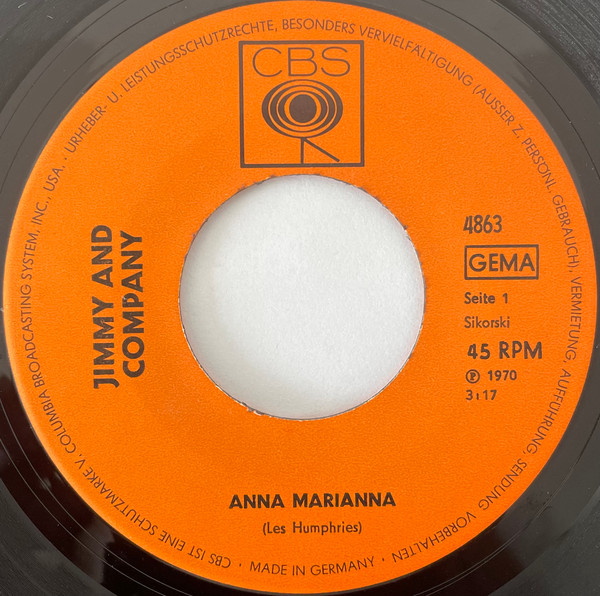 URHEBER- U. LEISTUNGSSCHUTZRECHTE, BESONDERS VERVIELFÄLTIGUNG (AUSSER Z. PERSÖNL. GEBRAUCH), VERMIETUNG, AUFFÜHRUNG, SENDUNG VORBEHALTEN
CBS
JIMMY AND
COMPANY
4863
GEMA
Seite 1
Sikorski
45 RPM
℗ 1970
3:17
ANNA MARIANNA
(Les Humphries)
CBS IST EINE SCHUTZMARKE V. COLUMBIA BROADCASTING SYSTEM, INC., USA. ·
· MADE IN GERMANY ·